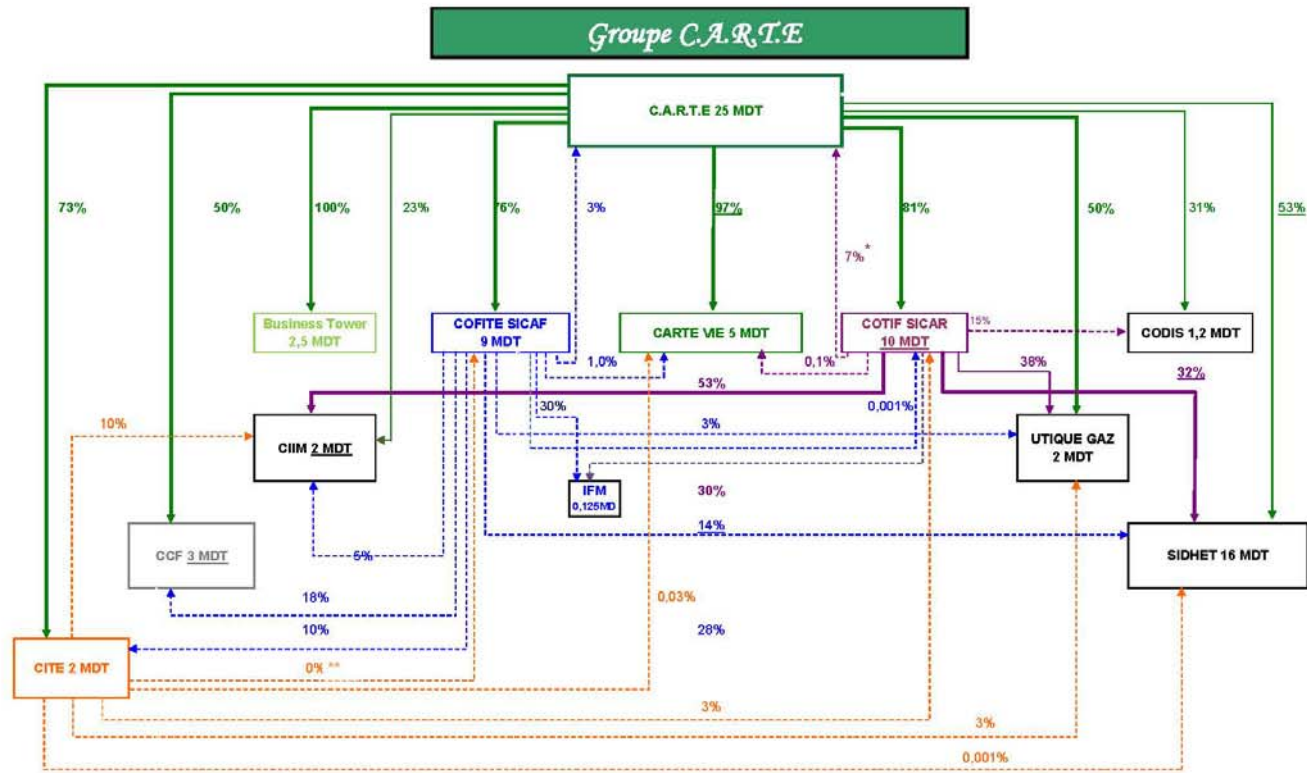 Groupe C.A.R.T.E
C.A.R.T.E 25 MDT
73%
50%
100%
23%
76%
3%
97%
81%
50%
31%
53%
7%*
Business Tower
2,5 MDT
COFITE SICAF
9 MDT
CARTE VIE 5 MDT
COTIF SICAR
10 MDT
15%
CODIS 1,2 MDT
1,0%
0,1%
38%
32%
53%
30%
0,001%
10%
3%
CIIM 2 MDT
UTIQUE GAZ
2 MDT
IFM
0,125MD
30%
14%
CCF 3 MDT
5%
SIDHET 16 MDT
18%
0,03%
10%
28%
CITE 2 MDT
0% **
3%
3%
0,001%